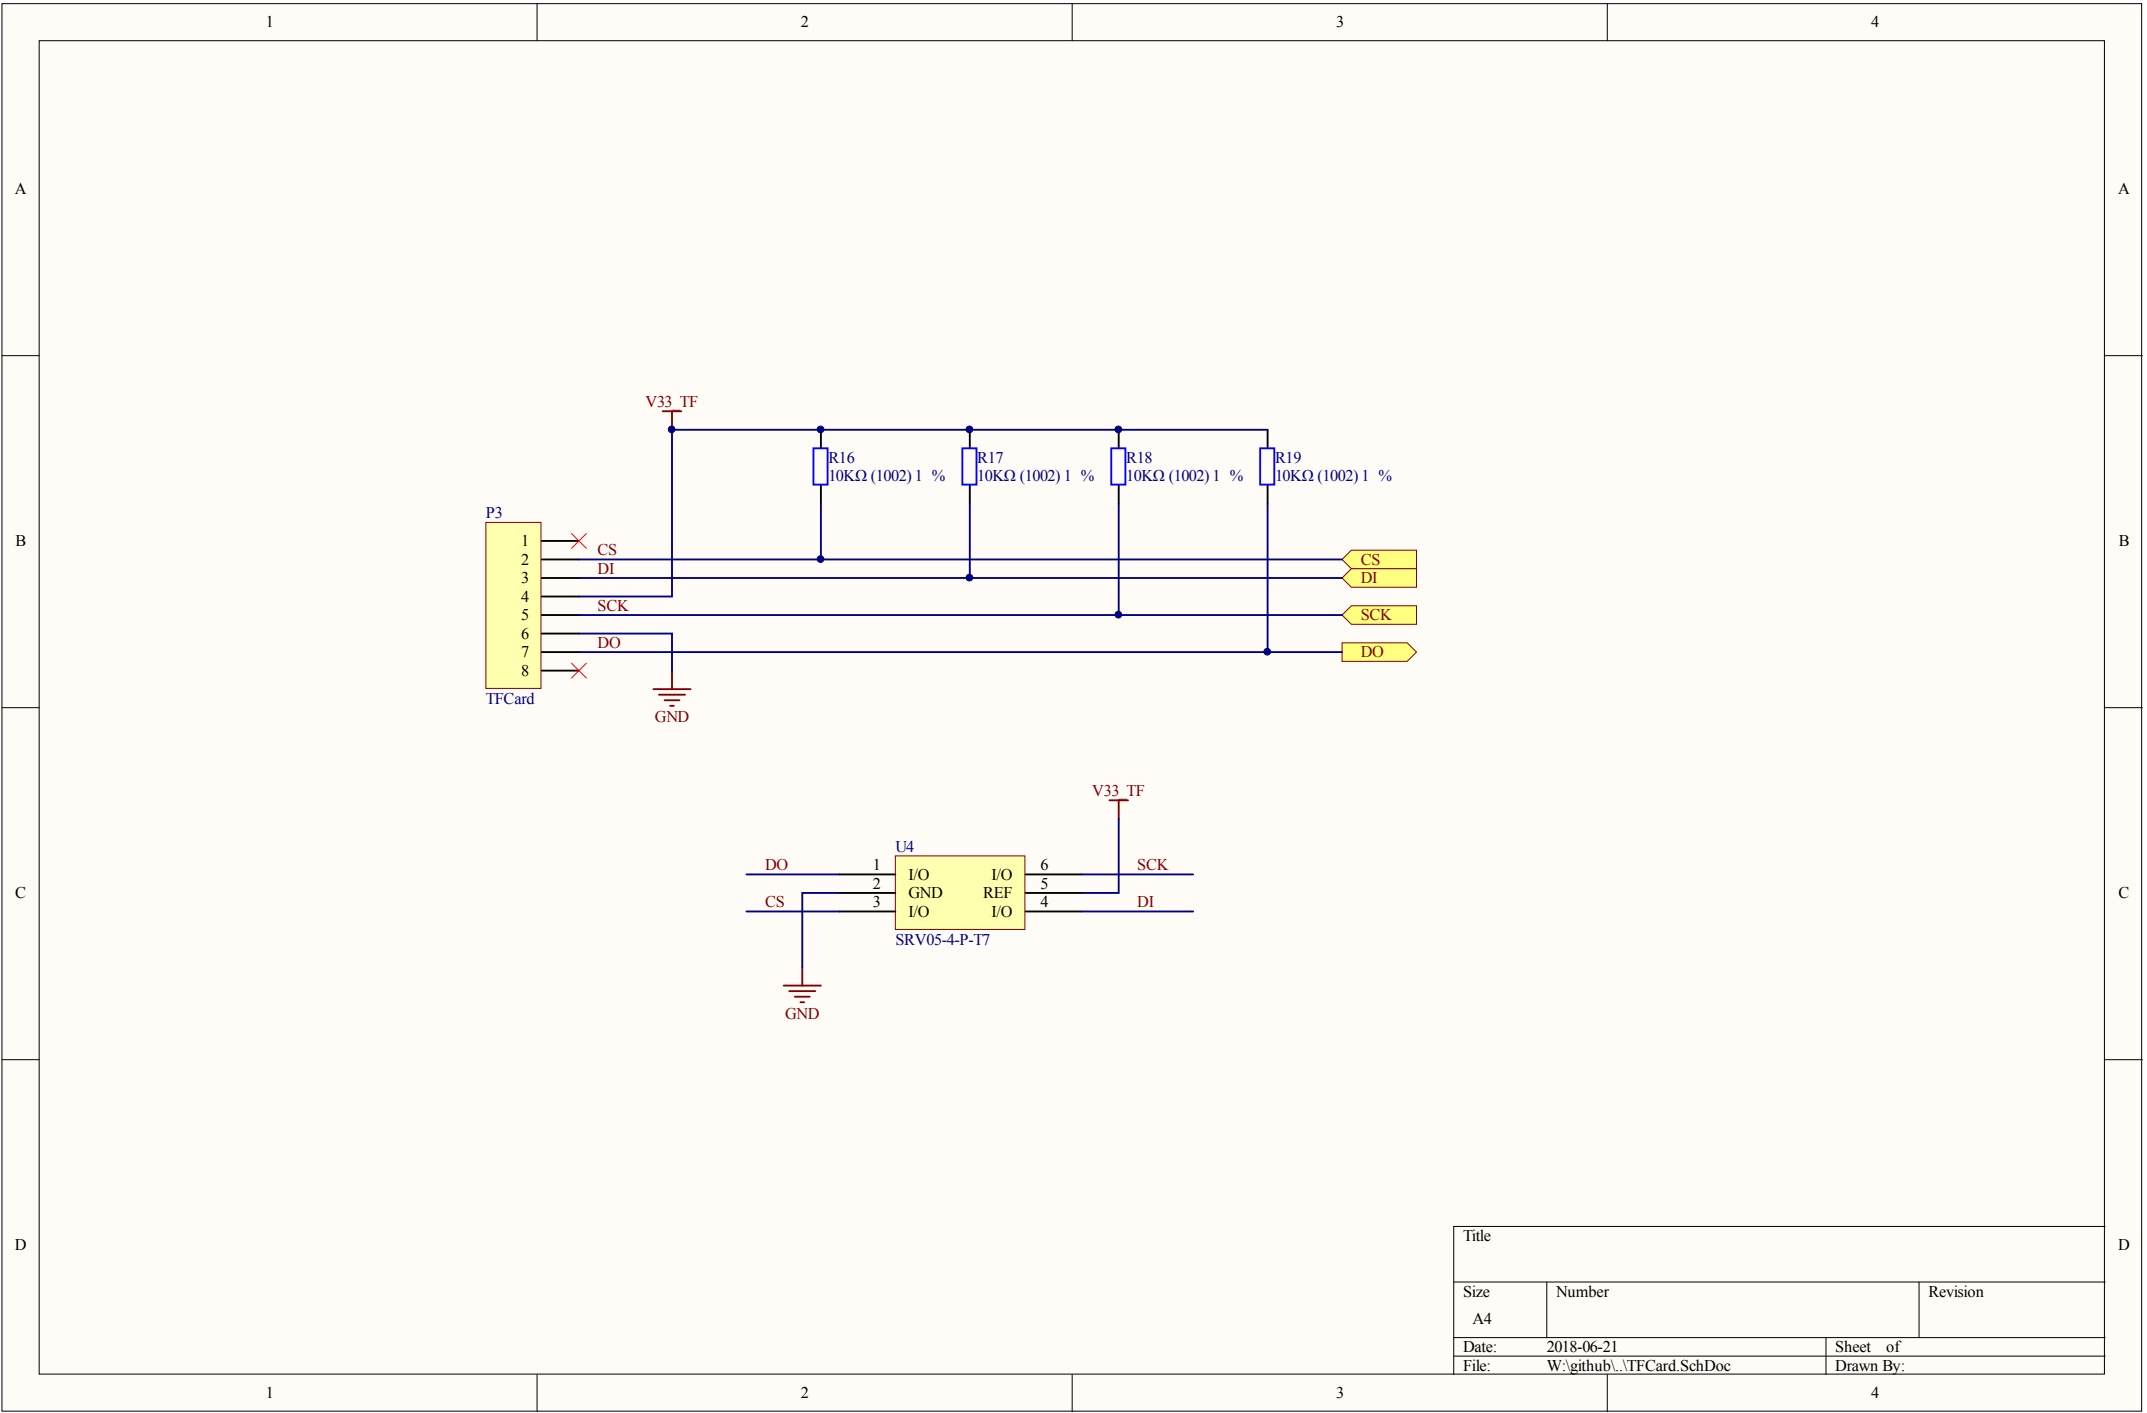 1 2 3 4
A A
V33_TF
R16 R17 R18 R19
10KΩ (1002) 1 % 10KΩ (1002) 1 % 10KΩ (1002) 1 % 10KΩ (1002) 1 %
P3
B B
1
CS
2 CS
DI
3 DI
4
SCK
5 SCK
6
DO
7 DO
8
TFCard
GND
V33_TF
U4
DO 1 I/O I/O 6 SCK
2 GND REF 5
CS 3 I/O I/O 4 DI
C C
SRV05-4-P-T7
GND
D D
Title
Size Number Revision
A4
Date: 2018-06-21 Sheet of
File: W:\github\..\TFCard.SchDoc Drawn By:
1 2 3 4